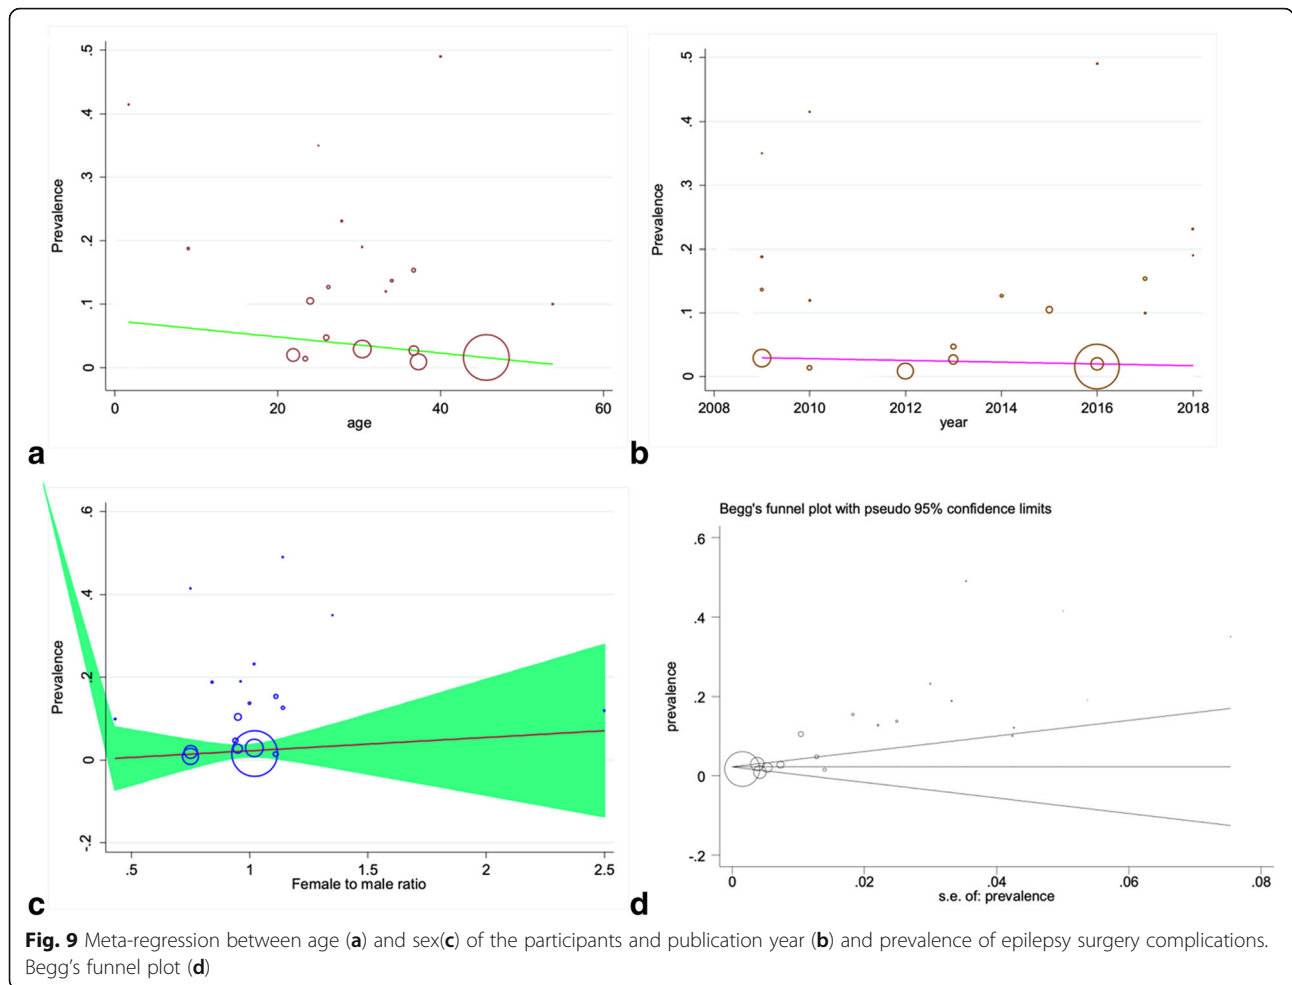 .5
.4
.3
.2
.1
0
Prevalence
0 20 40 60
age
a
.5
.4
.3
.2
.1
0
Prevalence
2008 2010 2012 2014 2016 2018
year
b
.6
.4
.2
0
-.2
Prevalence
.5 1 1.5 2 2.5
Female to male ratio
c
Begg's funnel plot with pseudo 95% confidence limits
.6
.4
.2
0
-.2
prevalence
0 .02 .04 .06 .08
s.e. of: prevalence
d
Fig. 9 Meta-regression between age (a) and sex(c) of the participants and publication year (b) and prevalence of epilepsy surgery complications.
Begg's funnel plot (d)